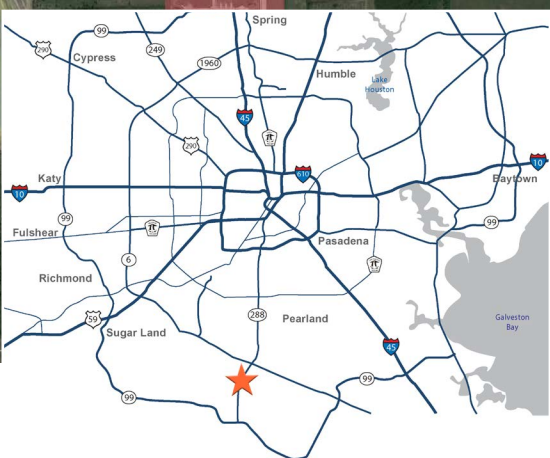 Spring
99
290
249
Cypress
1960
Humble
Lake
Houston
45
290
610
10
Katy
Baytown
10
99
99
Fulshear
Pasadena
6
Richmond
288
Pearland
59
Sugar Land
Galveston
Bay
45
99
99